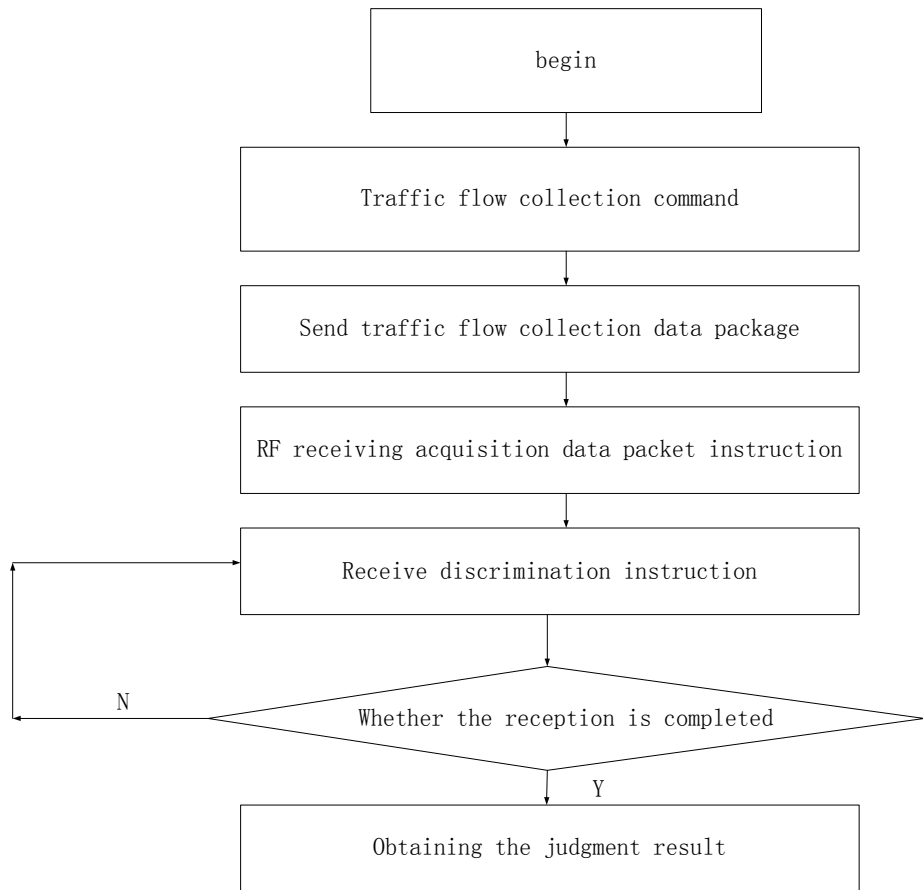 begin
Traffic flow collection command
Send traffic flow collection data package
RF receiving acquisition data packet instruction
Receive discrimination instruction
N
Whether the reception is completed
Y
Obtaining the judgment result